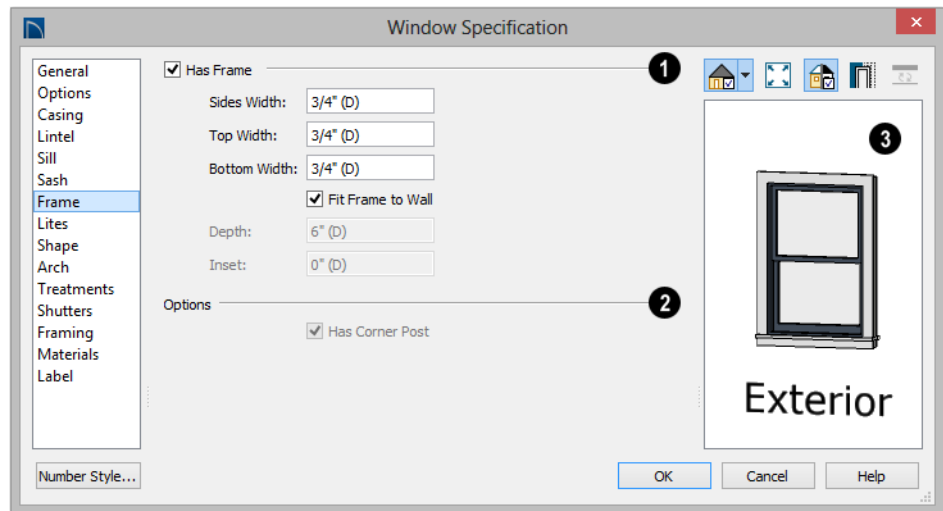 Window Specification
General
Options
Casing
Lintel
Sill
Sash
Frame
Lites
Shape
Arch
Treatments
Shutters
Framing
Materials
Label
Number Style...
Has Frame
1
Sides Width: 3/4" (D)
Top Width: 3/4" (D)
Bottom Width: 3/4" (D)
Fit Frame to Wall
Depth: 6" (D)
Inset: 0" (D)
Options
2
Has Corner Post
3
Exterior
OK Cancel Help